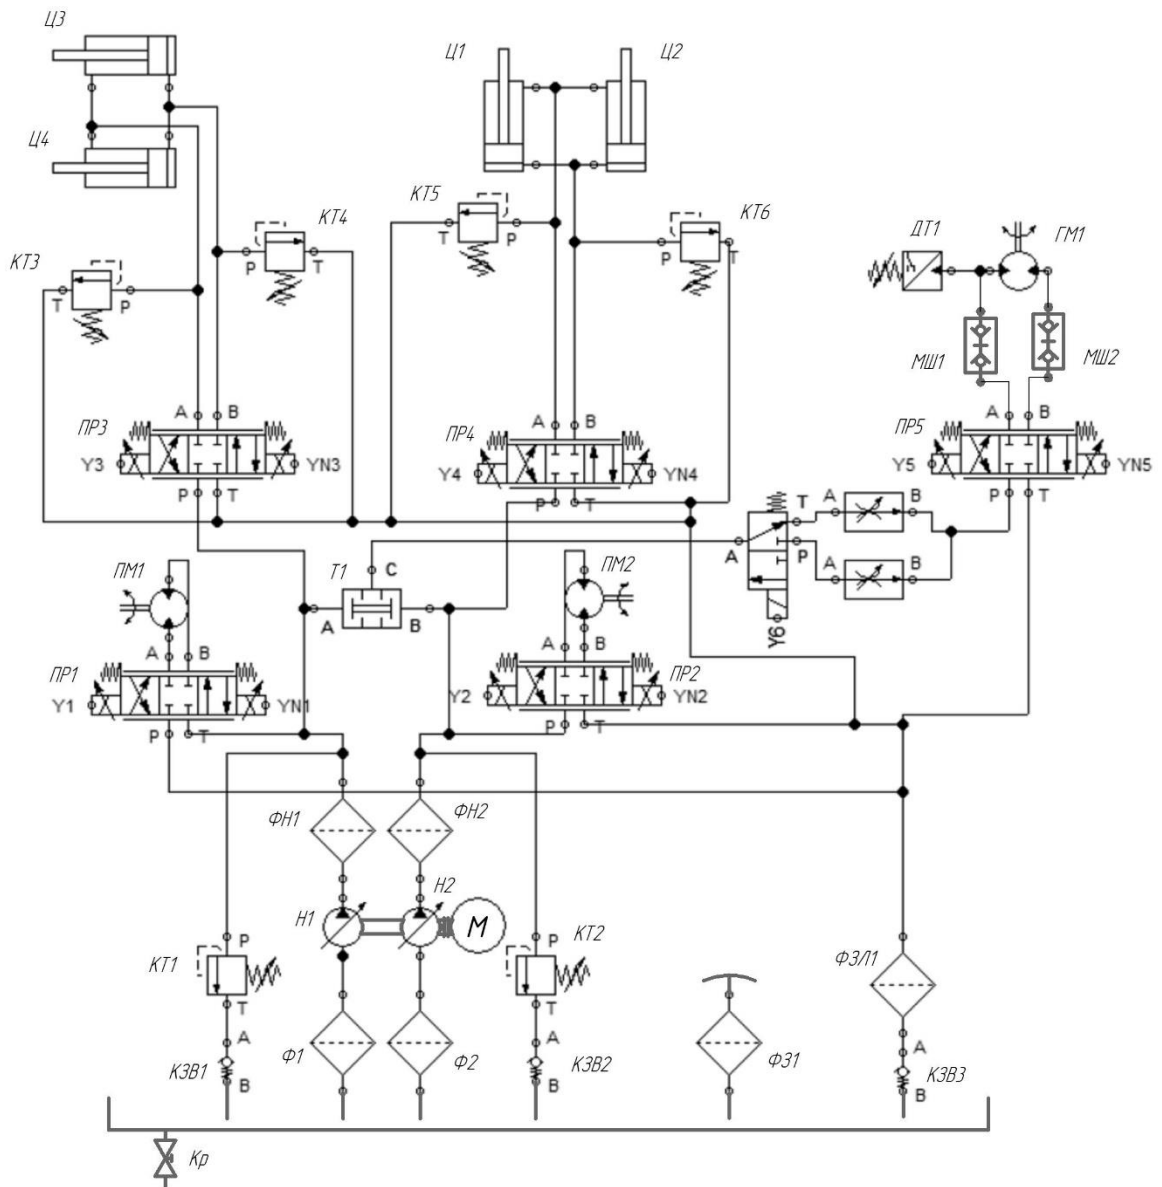 Ц3
Ц1
Ц2
Ц4
КТ5
КТ4
КТ6
ДТ1
ГМ1
T
P
P
T
P
T
КТ3
T
P
МШ1
МШ2
A
B
A
B
A
B
ПР3
ПР4
ПР5
Y3
YN3
Y4
YN4
Y5
YN5
P
T
P
T
A
T
A
B
P
T
A
P
A
B
ПМ1
Т1
C
ПМ2
A
B
Y6
A
B
A
B
ПР1
ПР2
Y1
YN1
Y2
YN2
P
T
P
T
ФН1
ФН2
Н2
Н1
М
P
P
КТ2
КТ1
ФЗЛ1
T
T
A
A
A
КЗВ1
Ф1
Ф2
КЗВ2
ФЗ1
КЗВ3
B
B
B
Кр